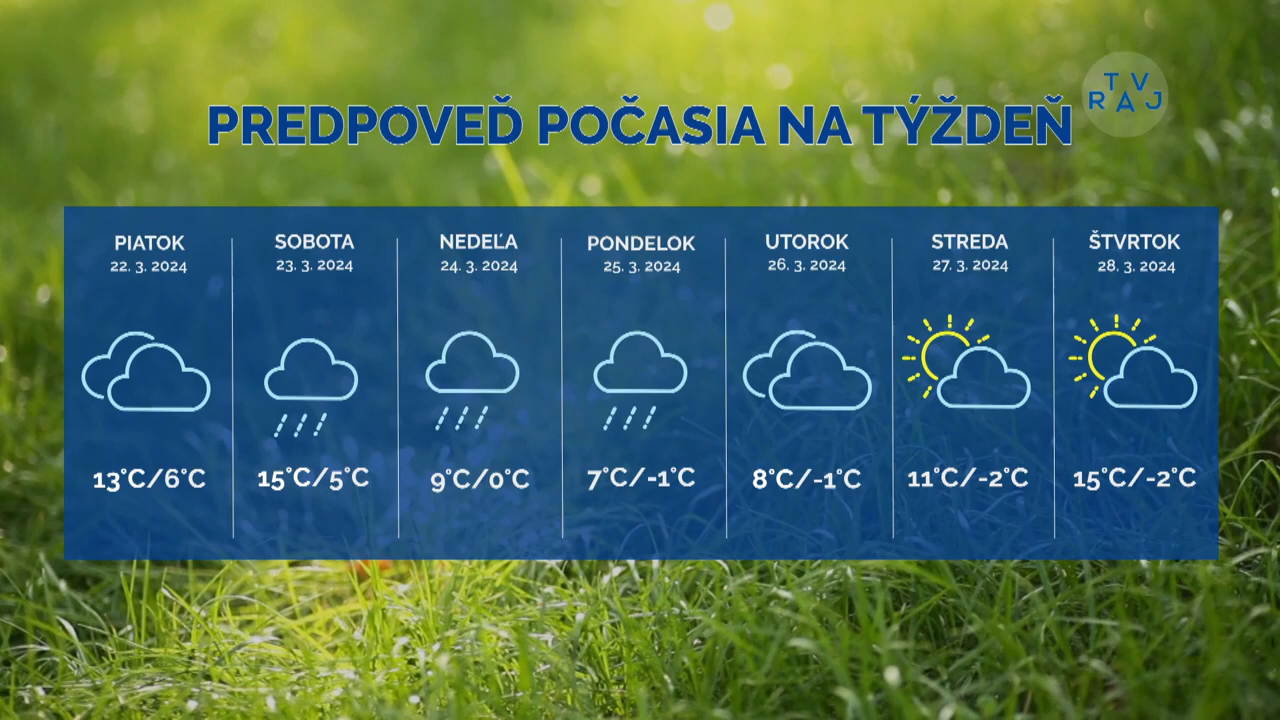 TV
RAJ
PREDPOVEĎ POČASIA NA TÝŽDEŇ
PIATOK
22. 3. 2024
13°C/6°C
SOBOTA
23. 3. 2024
15°C/5°C
NEDEĽA
24. 3. 2024
9°C/0°C
PONDELOK
25. 3. 2024
7°C/-1°C
UTOROK
26. 3. 2024
8°C/-1°C
STREDA
27. 3. 2024
11°C/-2°C
ŠTVRTOK
28. 3. 2024
15°C/-2°C